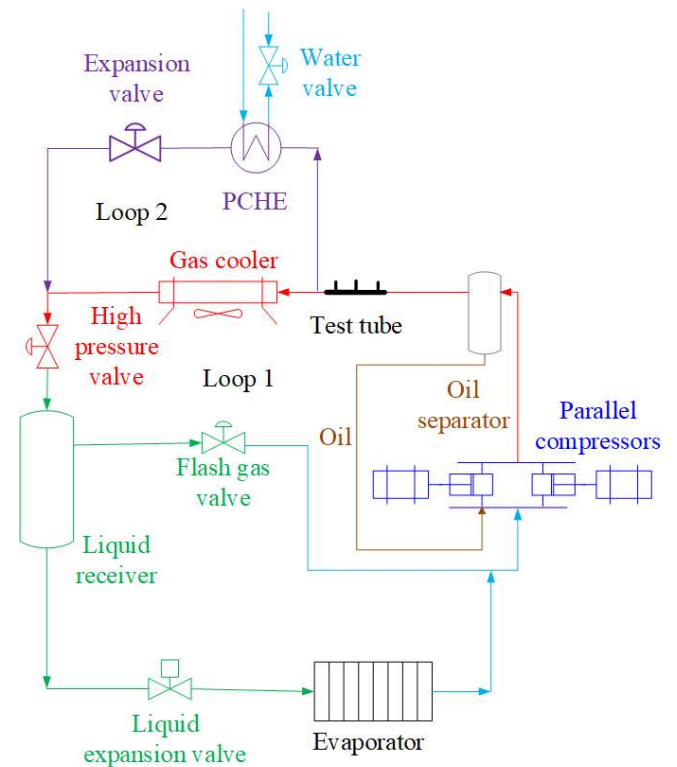 Expansion
valve
Water
valve
PCHE
Loop 2
Gas cooler
Test tube
High
pressure
valve
Loop 1
Oil
separator
Oil
Parallel
compressors
Flash gas
valve
Liquid
receiver
Liquid
expansion valve
Evaporator